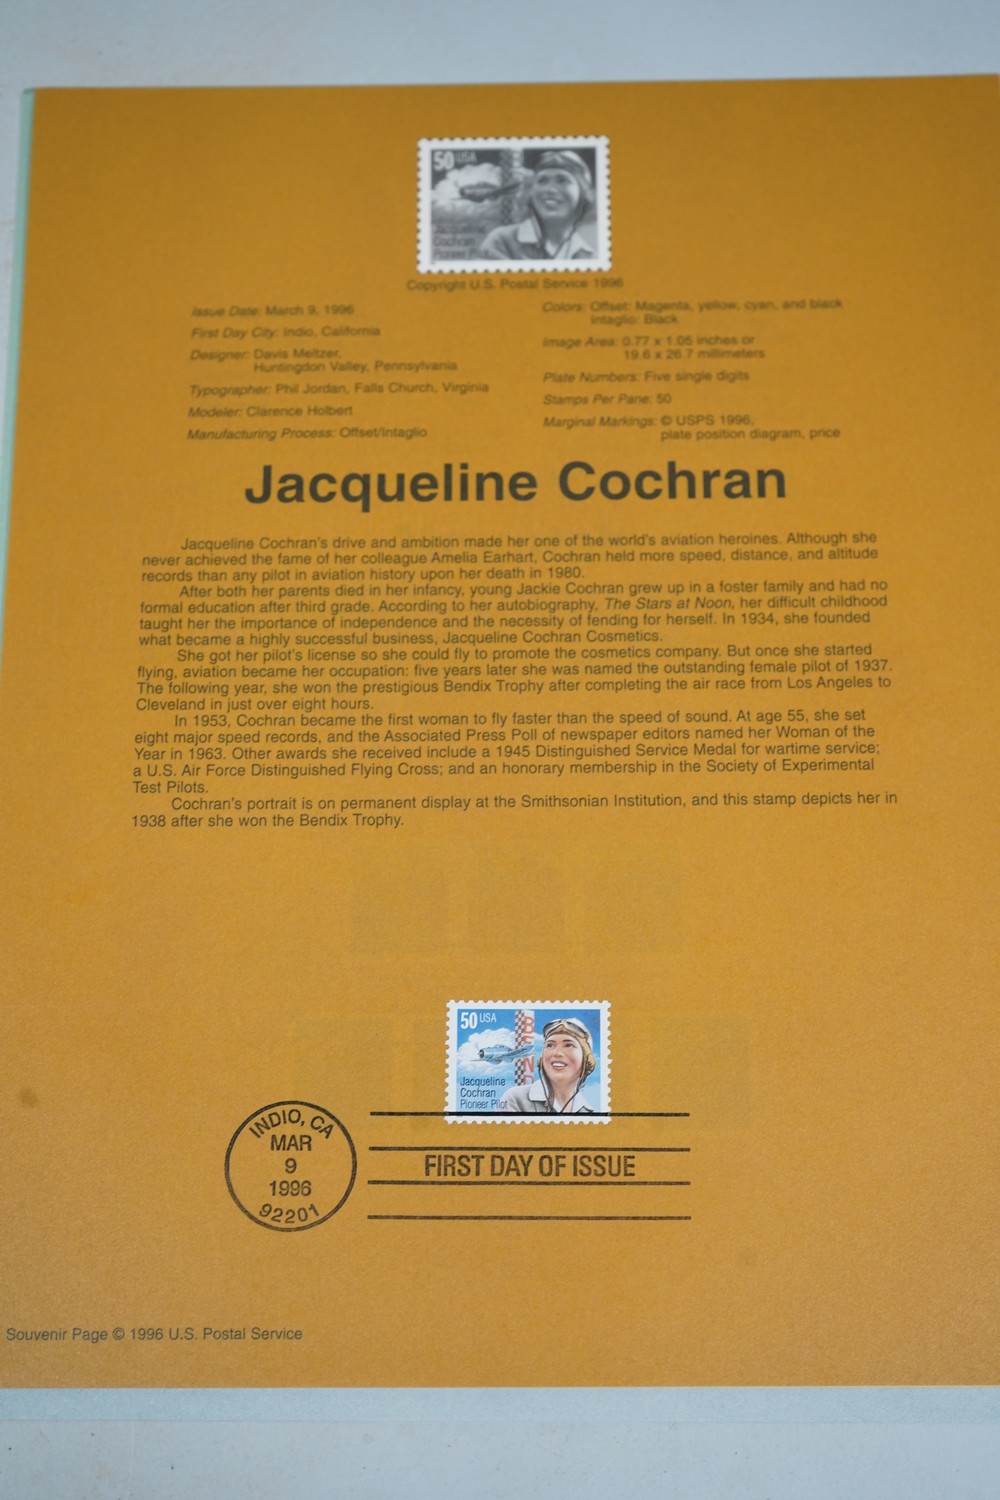 50 USA
Jacqueline
Cochran
Pioneer Pilot
Copyright U.S. Postal Service 1996
Issue Date: March 9, 1996
First Day City: Indio, California
Designer: Davis Meltzer,
Huntingdon Valley, Pennsylvania
Typographer: Phil Jordan, Falls Church, Virginia
Modeler: Clarence Holbert
Manufacturing Process: Offset/Intaglio
Colors: Offset: Magenta, yellow, cyan, and black
Intaglio: Black
Image Area: 0.77 x 1.05 inches or
19.6 x 26.7 millimeters
Plate Numbers: Five single digits
Stamps Per Pane: 50
Marginal Markings: © USPS 1996,
plate position diagram, price
Jacqueline Cochran
Jacqueline Cochran's drive and ambition made her one of the world's aviation heroines. Although she
never achieved the fame of her colleague Amelia Earhart, Cochran held more speed, distance, and altitude
records than any pilot in aviation history upon her death in 1980.
After both her parents died in her infancy, young Jackie Cochran grew up in a foster family and had no
formal education after third grade. According to her autobiography, The Stars at Noon, her difficult childhood
taught her the importance of independence and the necessity of fending for herself. In 1934, she founded
what became a highly successful business, Jacqueline Cochran Cosmetics.
She got her pilot's license so she could fly to promote the cosmetics company. But once she started
flying, aviation became her occupation: five years later she was named the outstanding female pilot of 1937.
The following year, she won the prestigious Bendix Trophy after completing the air race from Los Angeles to
Cleveland in just over eight hours.
In 1953, Cochran became the first woman to fly faster than the speed of sound. At age 55, she set
eight major speed records, and the Associated Press Poll of newspaper editors named her Woman of the
Year in 1963. Other awards she received include a 1945 Distinguished Service Medal for wartime service;
a U.S. Air Force Distinguished Flying Cross; and an honorary membership in the Society of Experimental
Test Pilots.
Cochran's portrait is on permanent display at the Smithsonian Institution, and this stamp depicts her in
1938 after she won the Bendix Trophy.
50 USA
BEND
Jacqueline
Cochran
Pioneer Pilot
INDIO, CA
MAR
9
1996
92201
FIRST DAY OF ISSUE
Souvenir Page © 1996 U.S. Postal Service